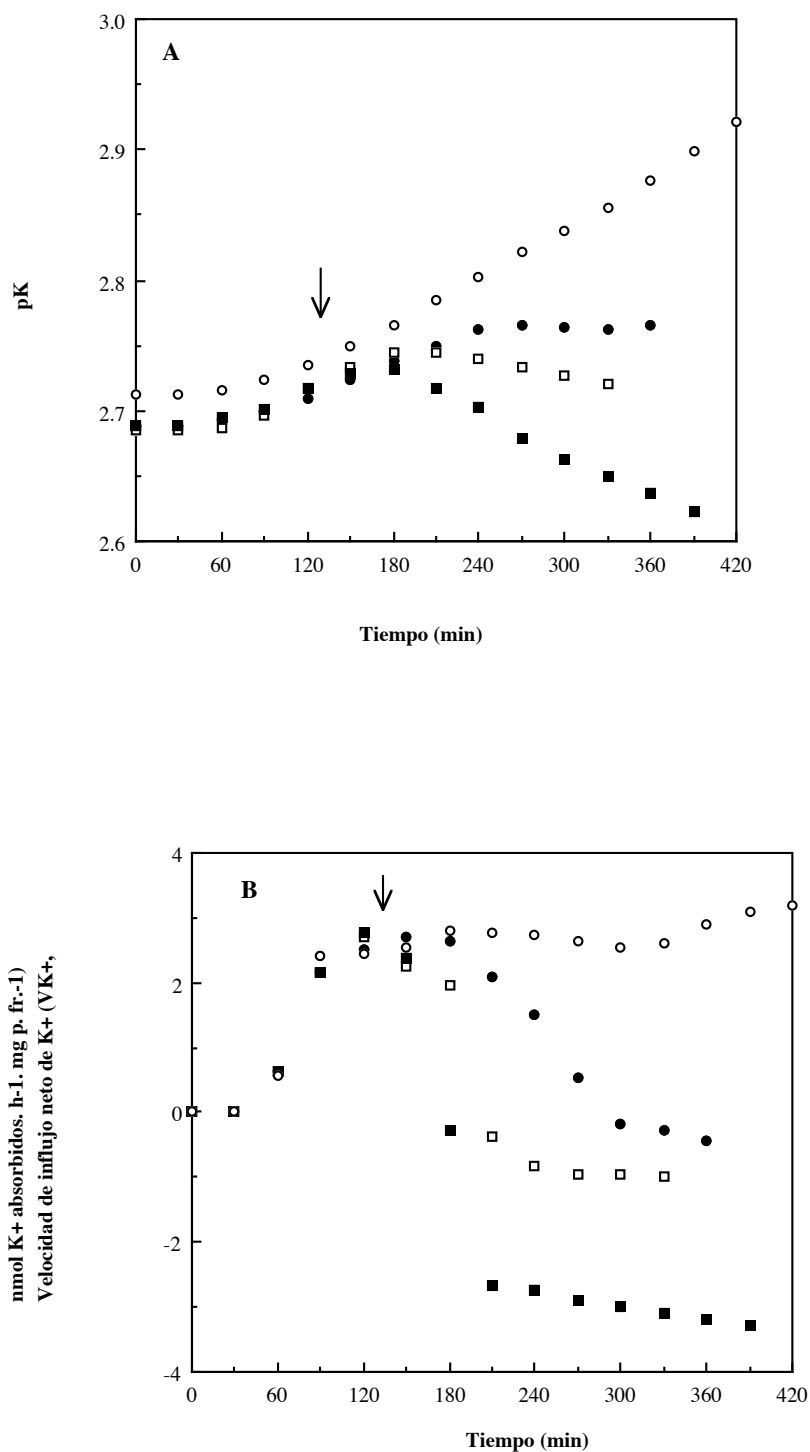 3.0
A
2.9
2.8
pK
2.7
2.6
0 60 120 180 240 300 360 420
Tiempo (min)
4
B
2
0
-2
-4
nmol K+ absorbidos. h-1. mg p. fr.-1)
Velocidad de influjo neto de K+ (VK+,
0 60 120 180 240 300 360 420
Tiempo (min)